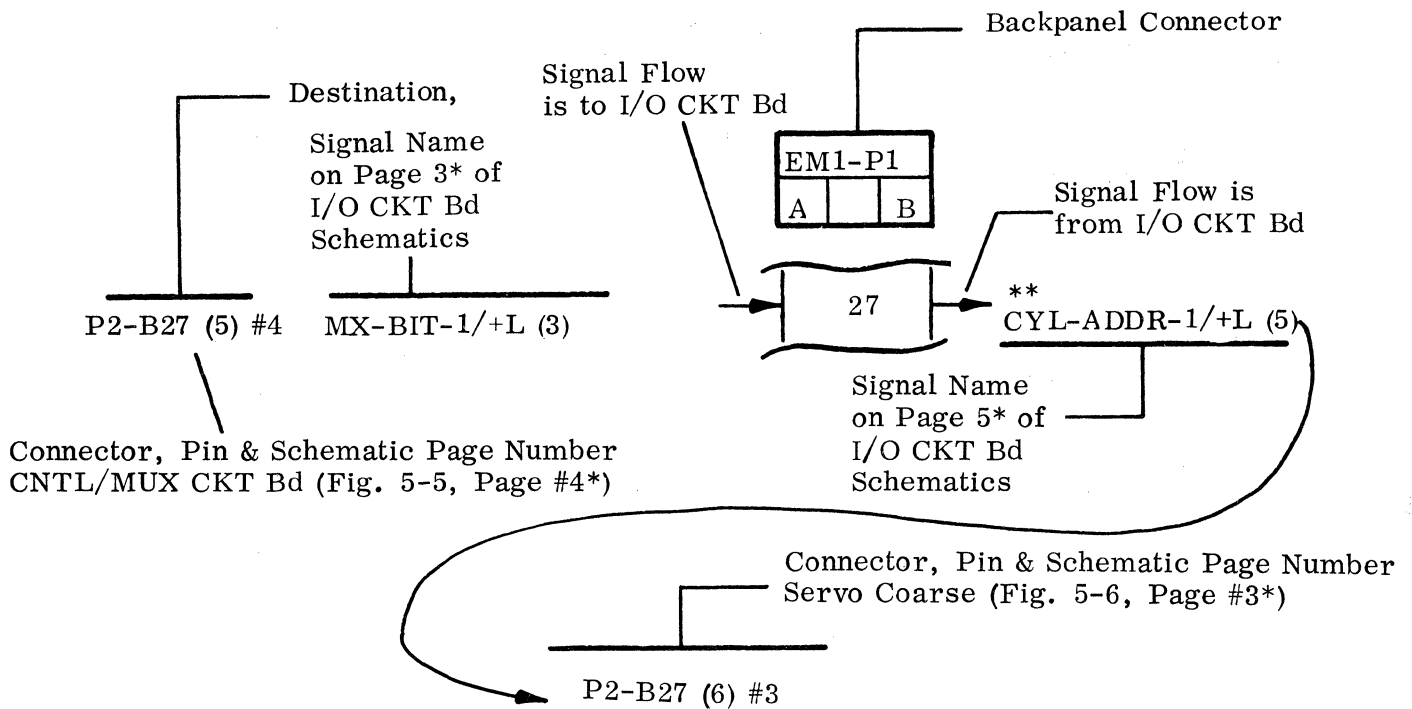 Backpanel Connector
Signal Flow
is to I/O CKT Bd
Destination,
Signal Name
on Page 3* of
I/O CKT Bd
Schematics
EM1-P1
A B
Signal Flow is
from I/O CKT Bd
27
**
P2-B27 (5) #4 MX-BIT-1/+L (3)
CYL-ADDR-1/+L (5)
Signal Name
on Page 5* of
I/O CKT Bd
Schematics
Connector, Pin & Schematic Page Number
CNTL/MUX CKT Bd (Fig. 5-5, Page #4*)
Connector, Pin & Schematic Page Number
Servo Coarse (Fig. 5-6, Page #3*)
P2-B27 (6) #3